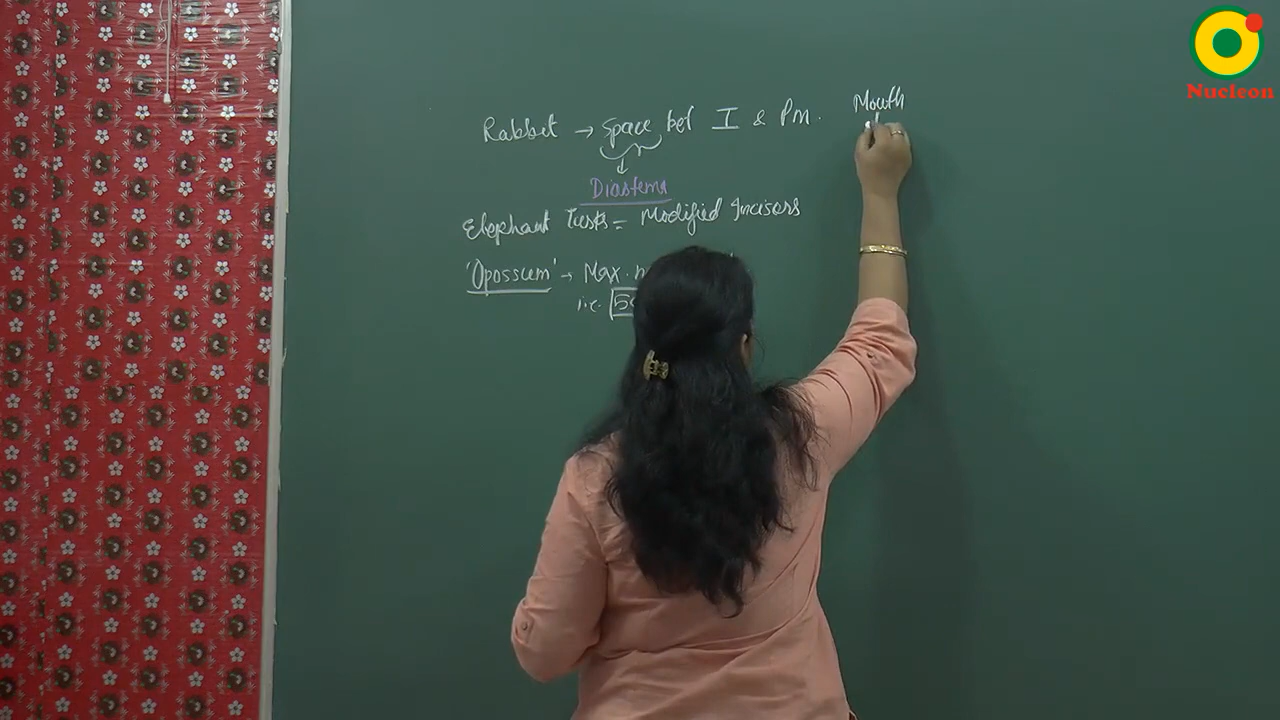 Rabbit → Space bet I & PM.
Diastema
Elephant Tusks = Modified Incisors
'Opossum' → Max.
i.e. 5
Mouth
Nucleon